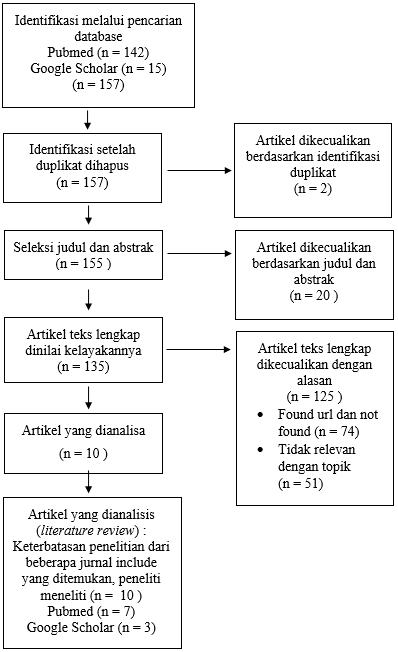 Identifikasi melalui pencarian
database
Pubmed (n = 142)
Google Scholar (n = 15)
(n = 157)
Identifikasi setelah
duplikat dihapus
(n = 157)
Artikel dikecualikan
berdasarkan identifikasi
duplikat
(n = 2)
Seleksi judul dan abstrak
(n = 155 )
Artikel dikecualikan
berdasarkan judul dan
abstrak
(n = 20 )
Artikel teks lengkap
dinilai kelayakannya
(n = 135)
Artikel teks lengkap
dikecualikan dengan
alasan
(n = 125 )
• Found url dan not
found (n = 74)
• Tidak relevan
dengan topik
(n = 51)
Artikel yang dianalisa
(n = 10 )
Artikel yang dianalisis
(literature review) :
Keterbatasan penelitian dari
beberapa jurnal include
yang ditemukan, peneliti
meneliti (n =  10 )
Pubmed (n = 7)
Google Scholar (n = 3)